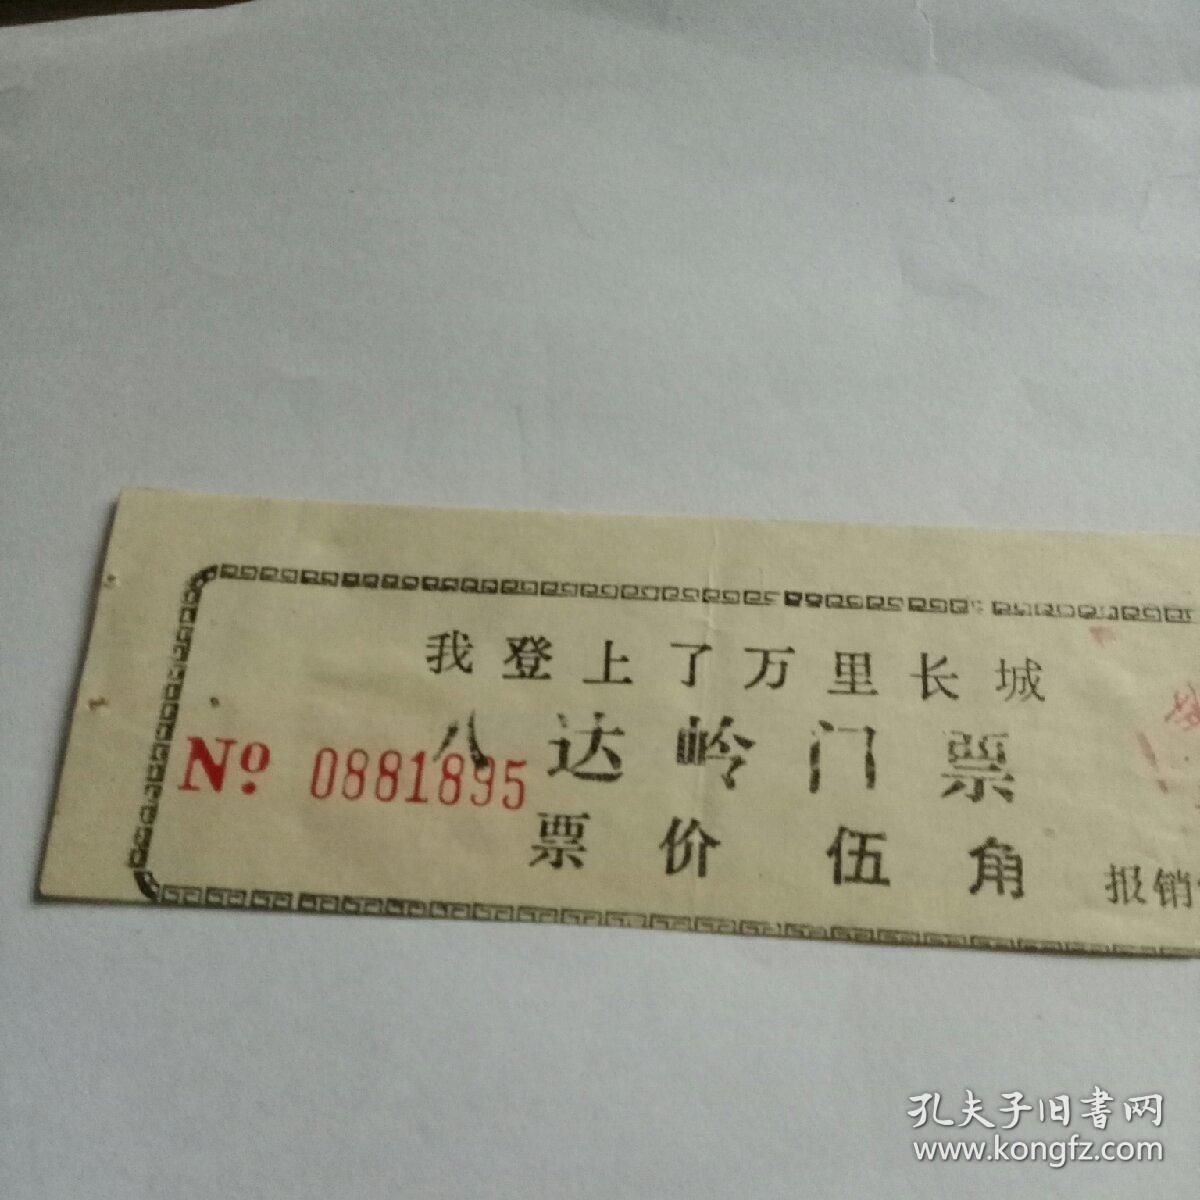 我登上了万里长城
八达岭门票
No 0881895
票价伍角
报销
孔夫子旧書网
www.kongfz.com